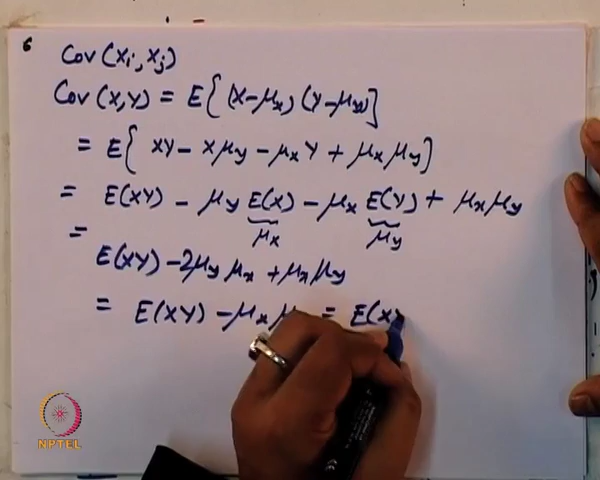 6
Cov(Xi, Xj)
Cov(X,Y) = E{(X-μx)(Y-μy)}
= E{ XY - Xμy - μxY + μxμy}
= E(XY) - μy E(X) - μx E(Y) + μxμy
μx μy
=
E(XY) - 2μy μx + μxμy
= E(XY) - μx = E(X
NPTEL